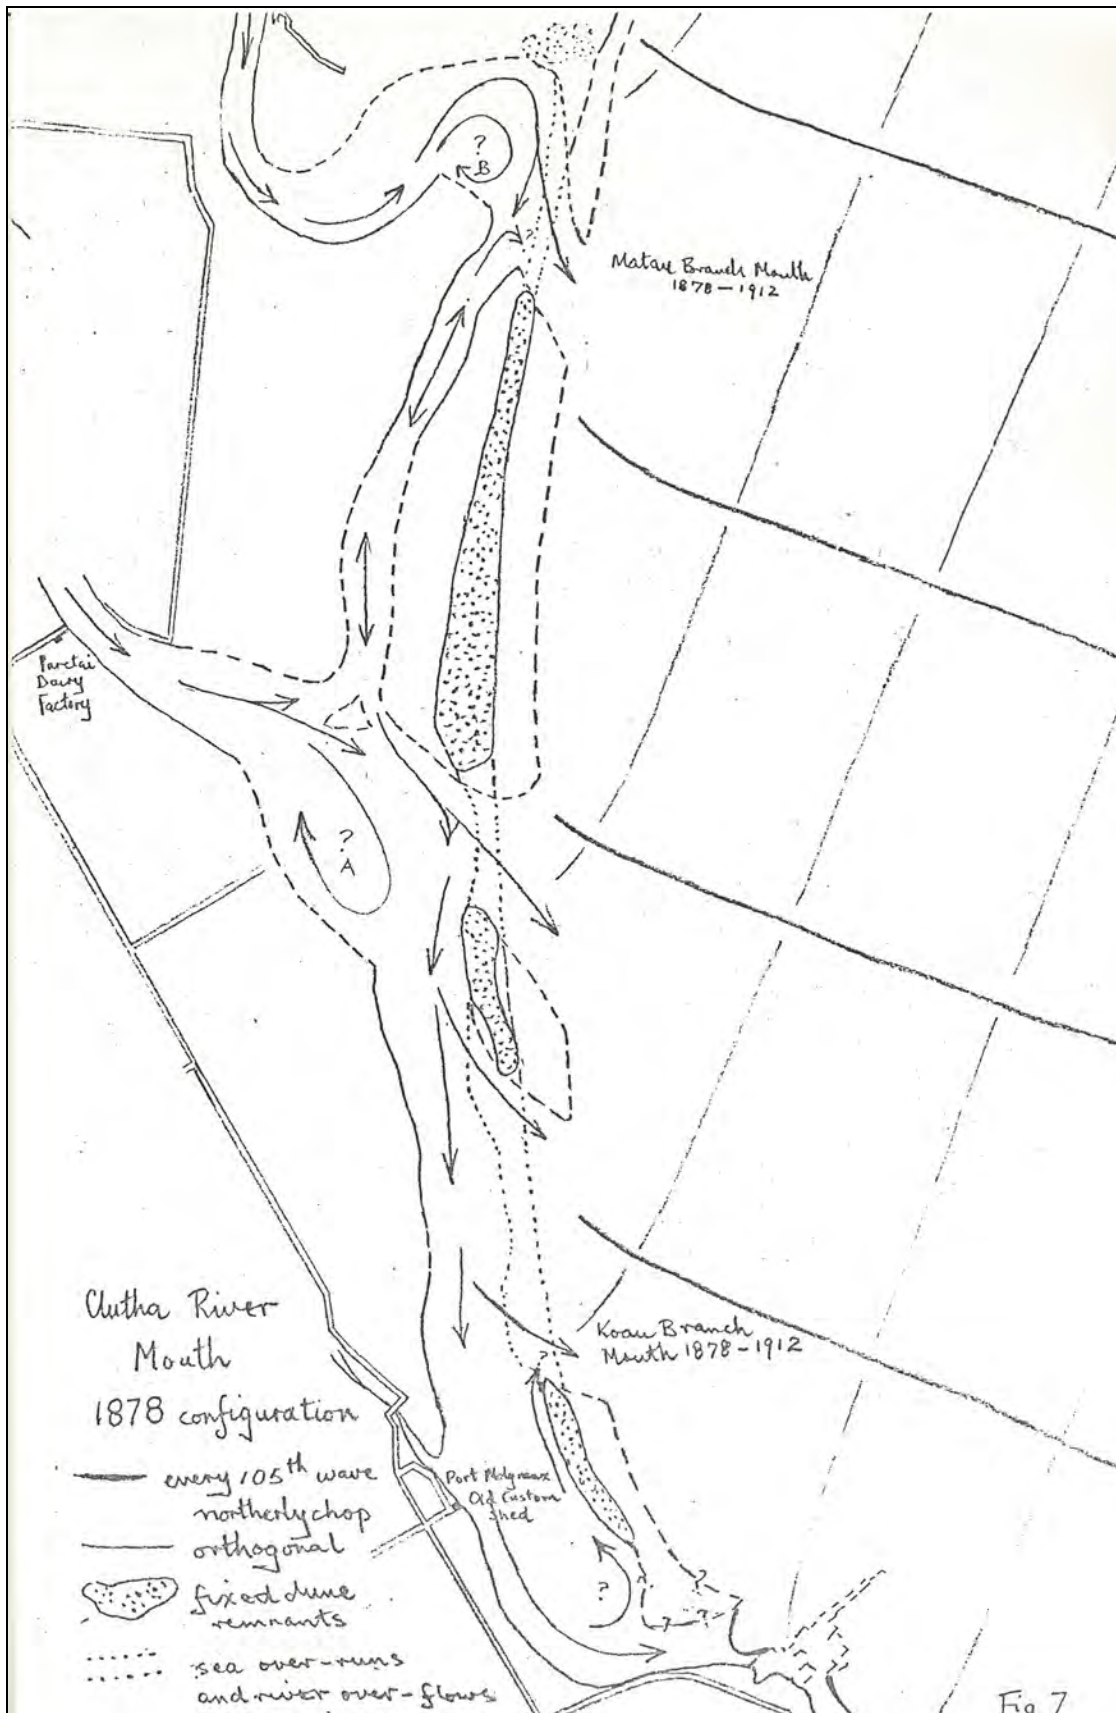 ?
B
?
Matau Branch Mouth
1878 – 1912
Paretai
Dairy
Factory
?
A
Clutha River
Mouth
1878 configuration
every 105th wave
northerly chop
orthogonal
fixed dune
remnants
sea over-runs
and river over-flows
Koau Branch
Mouth 1878 – 1912
?
Port Molyneaux
Old Custom
Shed
?
?
?
?
Fig 7